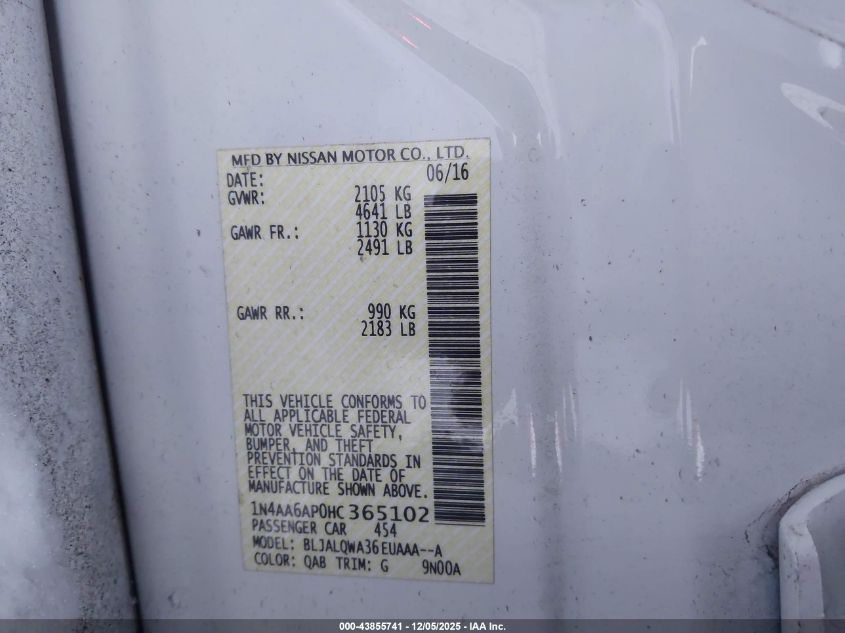 MFD BY NISSAN MOTOR CO., LTD.
DATE: 06/16
GVWR: 2105 KG
4641 LB
GAWR FR.: 1130 KG
2491 LB
GAWR RR.: 990 KG
2183 LB
THIS VEHICLE CONFORMS TO
ALL APPLICABLE FEDERAL
MOTOR VEHICLE SAFETY,
BUMPER, AND THEFT
PREVENTION STANDARDS IN
EFFECT ON THE DATE OF
MANUFACTURE SHOWN ABOVE.
1N4AA6AP0HC365102
PASSENGER CAR 454
MODEL: BLJALQWA36EUAAA--A
COLOR: QAB TRIM: G 9N00A
000-43855741 - 12/05/2025 - IAA Inc.